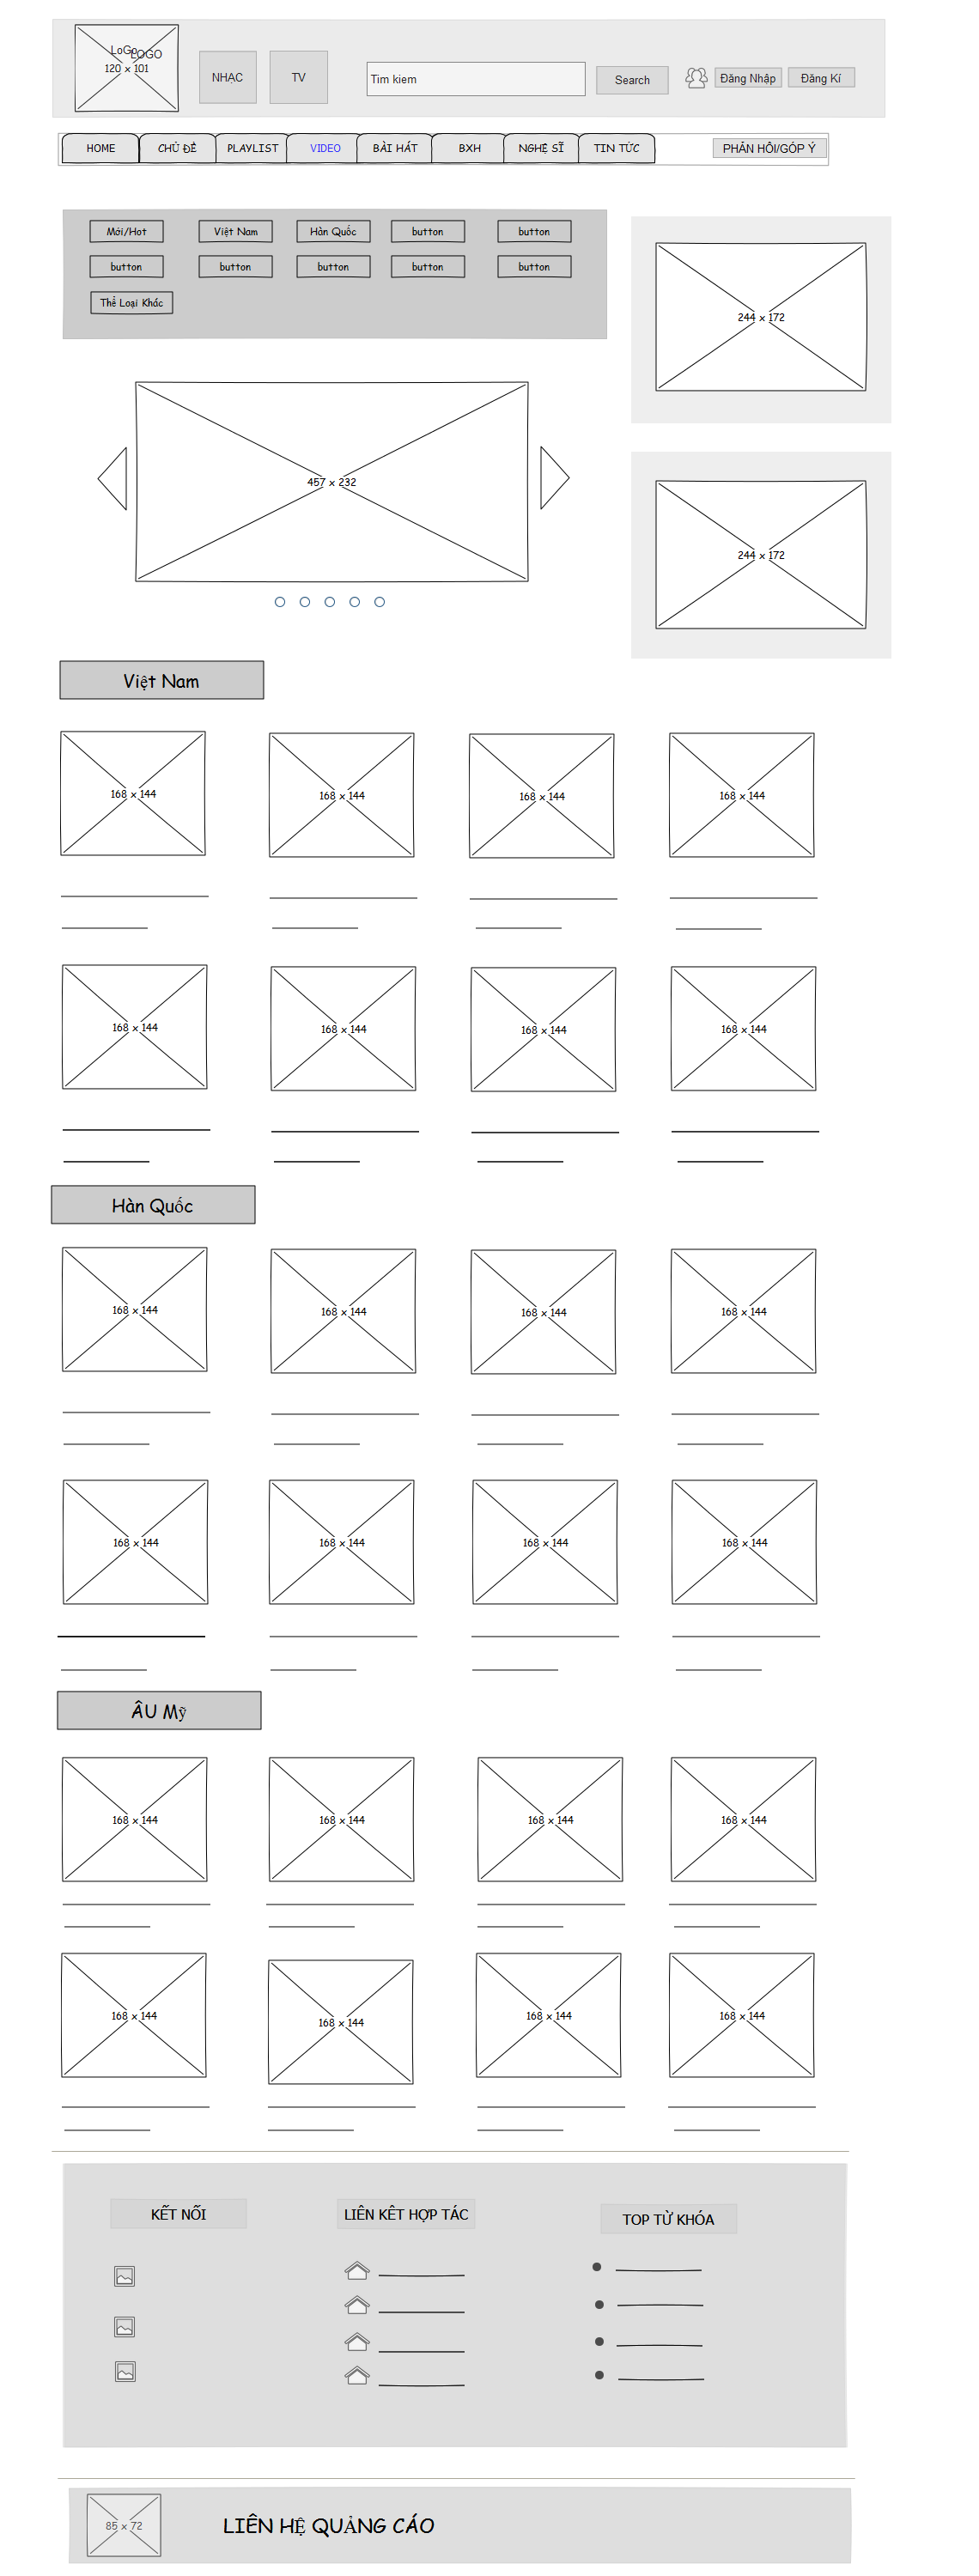 LoGo
LOGO
120 x 101
NHẠC
TV
Tim kiem
Search
Đăng Nhập
Đăng Kí
HOME
CHỦ ĐỀ
PLAYLIST
VIDEO
BÀI HÁT
BXH
NGHỆ SĨ
TIN TỨC
PHẢN HỒI/GÓP Ý
Mới/Hot
Việt Nam
Hàn Quốc
button
button
button
button
button
button
button
Thể Loại Khác
244 x 172
457 x 232
244 x 172
Việt Nam
168 x 144
168 x 144
168 x 144
168 x 144
168 x 144
168 x 144
168 x 144
168 x 144
Hàn Quốc
168 x 144
168 x 144
168 x 144
168 x 144
168 x 144
168 x 144
168 x 144
168 x 144
ÂU Mỹ
168 x 144
168 x 144
168 x 144
168 x 144
168 x 144
168 x 144
168 x 144
168 x 144
KẾT NỐI
LIÊN KẾT HỢP TÁC
TOP TỪ KHÓA
85 x 72
LIÊN HỆ QUẢNG CÁO